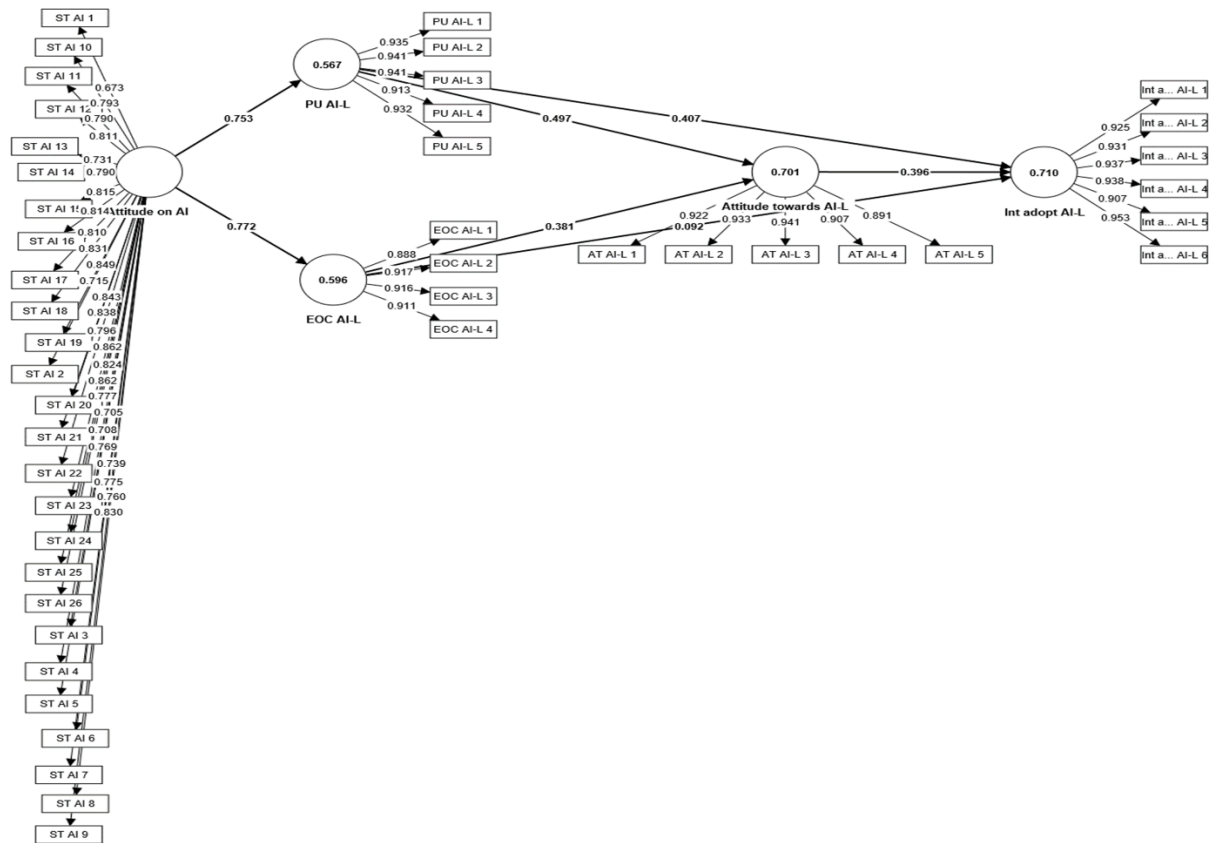 ST AI 1
ST AI 10
ST AI 11
ST AI 12
ST AI 13
ST AI 14
ST AI 15
ST AI 16
ST AI 17
ST AI 18
ST AI 19
ST AI 2
ST AI 20
ST AI 21
ST AI 22
ST AI 23
ST AI 24
ST AI 25
ST AI 26
ST AI 3
ST AI 4
ST AI 5
ST AI 6
ST AI 7
ST AI 8
ST AI 9
0.673
0.793
0.790
0.811
0.731
0.790
0.815
0.814
0.810
0.831
0.849
0.715
0.843
0.838
0.796
0.862
0.824
0.862
0.777
0.705
0.708
0.769
0.739
0.775
0.760
0.830
Attitude on AI
0.753
0.772
0.567
PU AI-L
0.935
0.941
0.941
0.913
0.932
PU AI-L 1
PU AI-L 2
PU AI-L 3
PU AI-L 4
PU AI-L 5
0.596
EOC AI-L
0.888
0.917
0.916
0.911
EOC AI-L 1
EOC AI-L 2
EOC AI-L 3
EOC AI-L 4
0.497
0.407
0.381
0.092
0.701
Attitude towards AI-L
0.922
0.933
0.941
0.907
0.891
AT AI-L 1
AT AI-L 2
AT AI-L 3
AT AI-L 4
AT AI-L 5
0.396
0.710
Int adopt AI-L
0.925
0.931
0.937
0.938
0.907
0.953
Int a... AI-L 1
Int a... AI-L 2
Int a... AI-L 3
Int a... AI-L 4
Int a... AI-L 5
Int a... AI-L 6